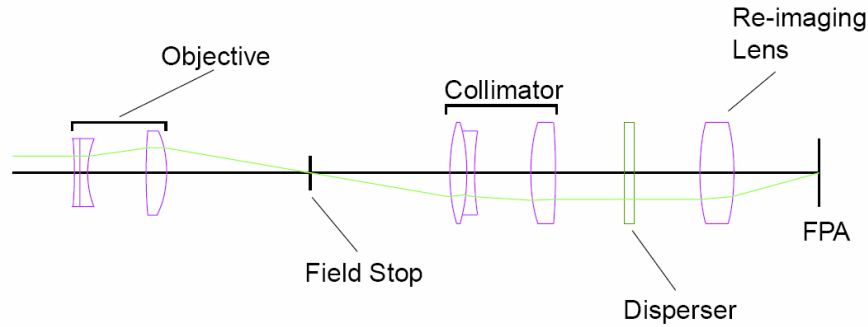 Re-imaging
Lens
Objective
Collimator
FPA
Field Stop
Disperser